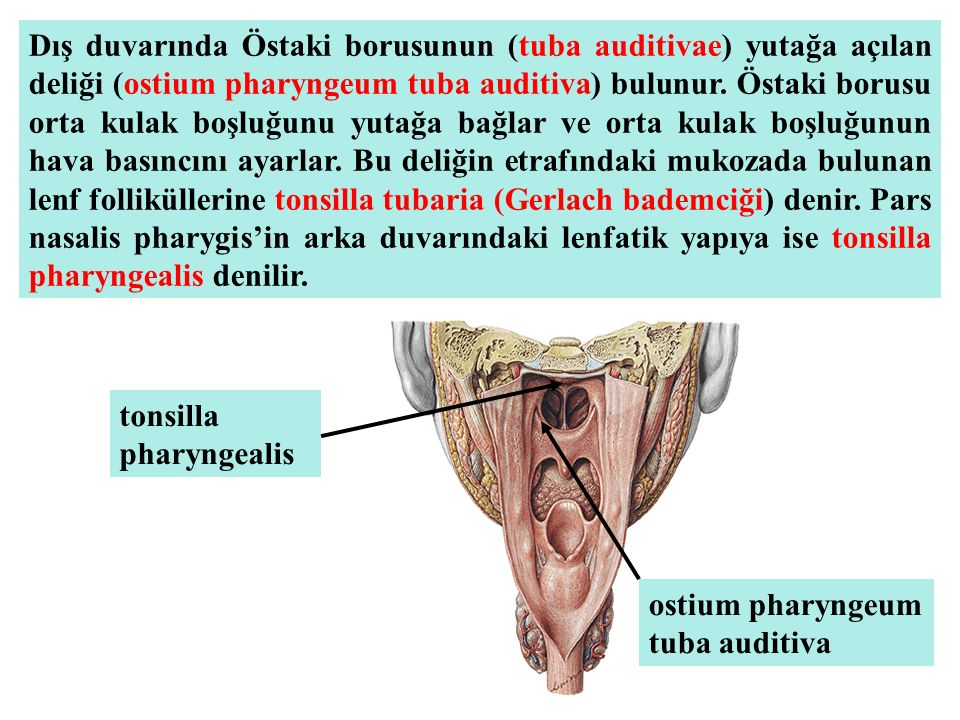 Dış duvarında Östaki borusunun (tuba auditivae) yutağa açılan
deliği (ostium pharyngeum tuba auditiva) bulunur. Östaki borusu
orta kulak boşluğunu yutağa bağlar ve orta kulak boşluğunun
hava basıncını ayarlar. Bu deliğin etrafındaki mukozada bulunan
lenf folliküllerine tonsilla tubaria (Gerlach bademciği) denir. Pars
nasalis pharygis’in arka duvarındaki lenfatik yapıya ise tonsilla
pharyngealis denilir.
tonsilla
pharyngealis
ostium pharyngeum
tuba auditiva